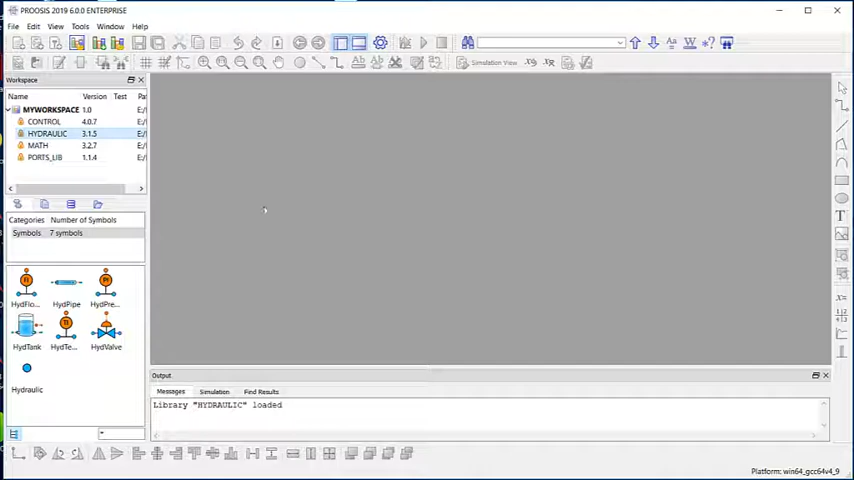 PROOSIS 2019 6.0.0 ENTERPRISE
File Edit View Tools Window Help
Simulation View
Workspace
Name Version Test Pa
MYWORKSPACE 1.0
CONTROL 4.0.7 E:/
HYDRAULIC 3.1.5 E:/
MATH 3.2.7 E:/
PORTS_LIB 1.1.4 E:/
Categories Number of Symbols
Symbols 7 symbols
HydFlo... HydPipe HydPre...
HydTank HydTe... HydValve
Hydraulic
Output
Messages Simulation Find Results
Library "HYDRAULIC" loaded
Platform: win64_gcc64v4_9